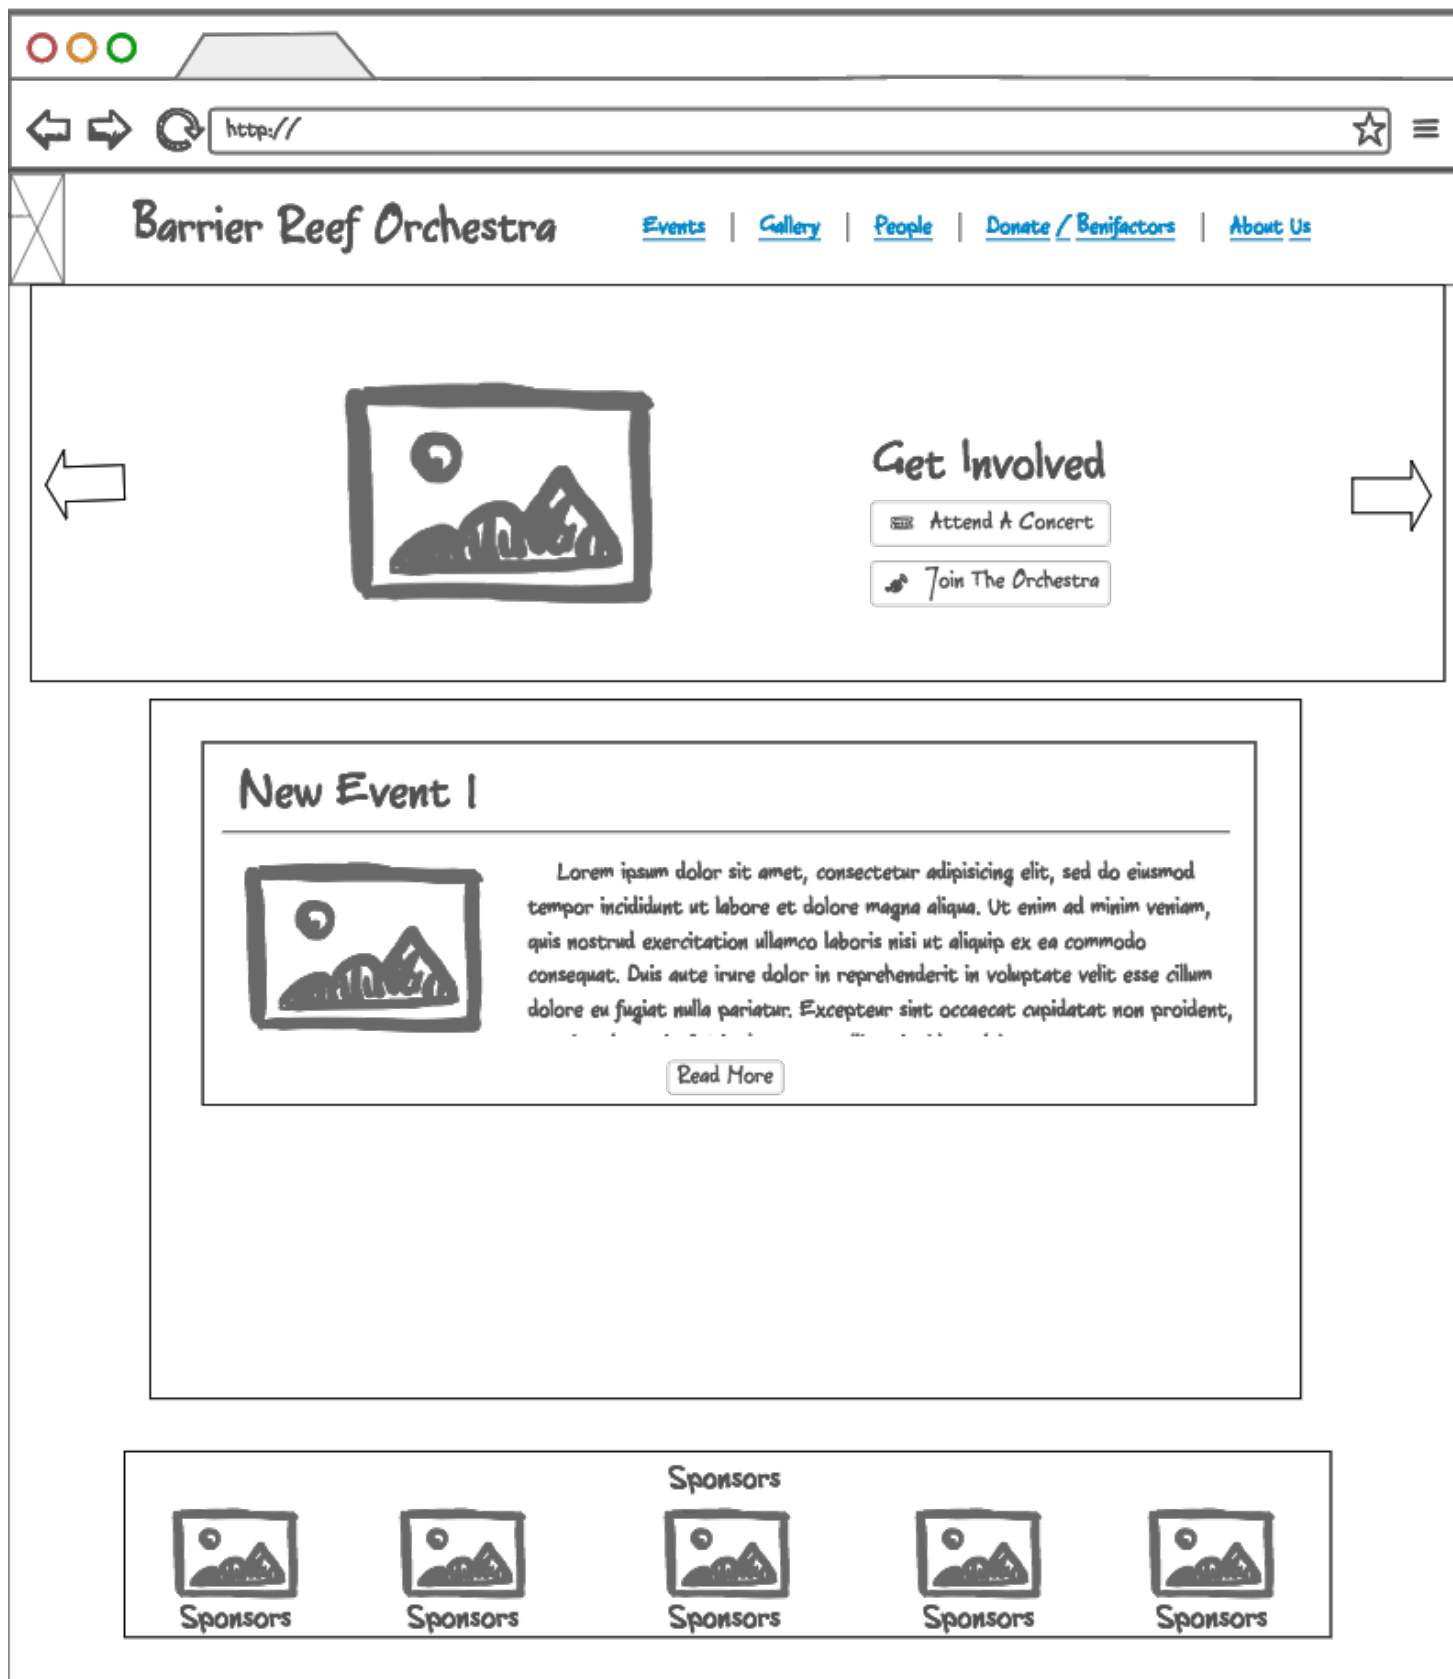 http://
Barrier Reef Orchestra
Events | Gallery | People | Donate / Benifactors | About Us
Get Involved
Attend A Concert
Join The Orchestra
New Event 1
Lorem ipsum dolor sit amet, consectetur adipisicing elit, sed do eiusmod
tempor incididunt ut labore et dolore magna aliqua. Ut enim ad minim veniam,
quis nostrud exercitation ullamco laboris nisi ut aliquip ex ea commodo
consequat. Duis aute irure dolor in reprehenderit in voluptate velit esse cillum
dolore eu fugiat nulla pariatur. Excepteur sint occaecat cupidatat non proident,
Read More
Sponsors
Sponsors Sponsors Sponsors Sponsors Sponsors